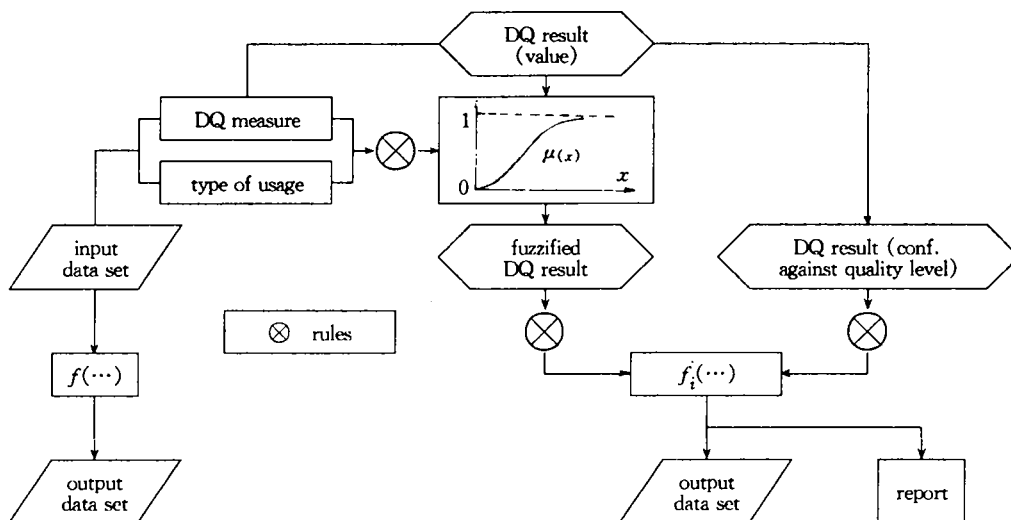 DQ result
(value)
DQ measure
type of usage
1
μ(x)
0
x
input
data set
fuzzified
DQ result
DQ result (conf.
against quality level)
⊗ rules
f(···)
f_i(···)
output
data set
output
data set
report